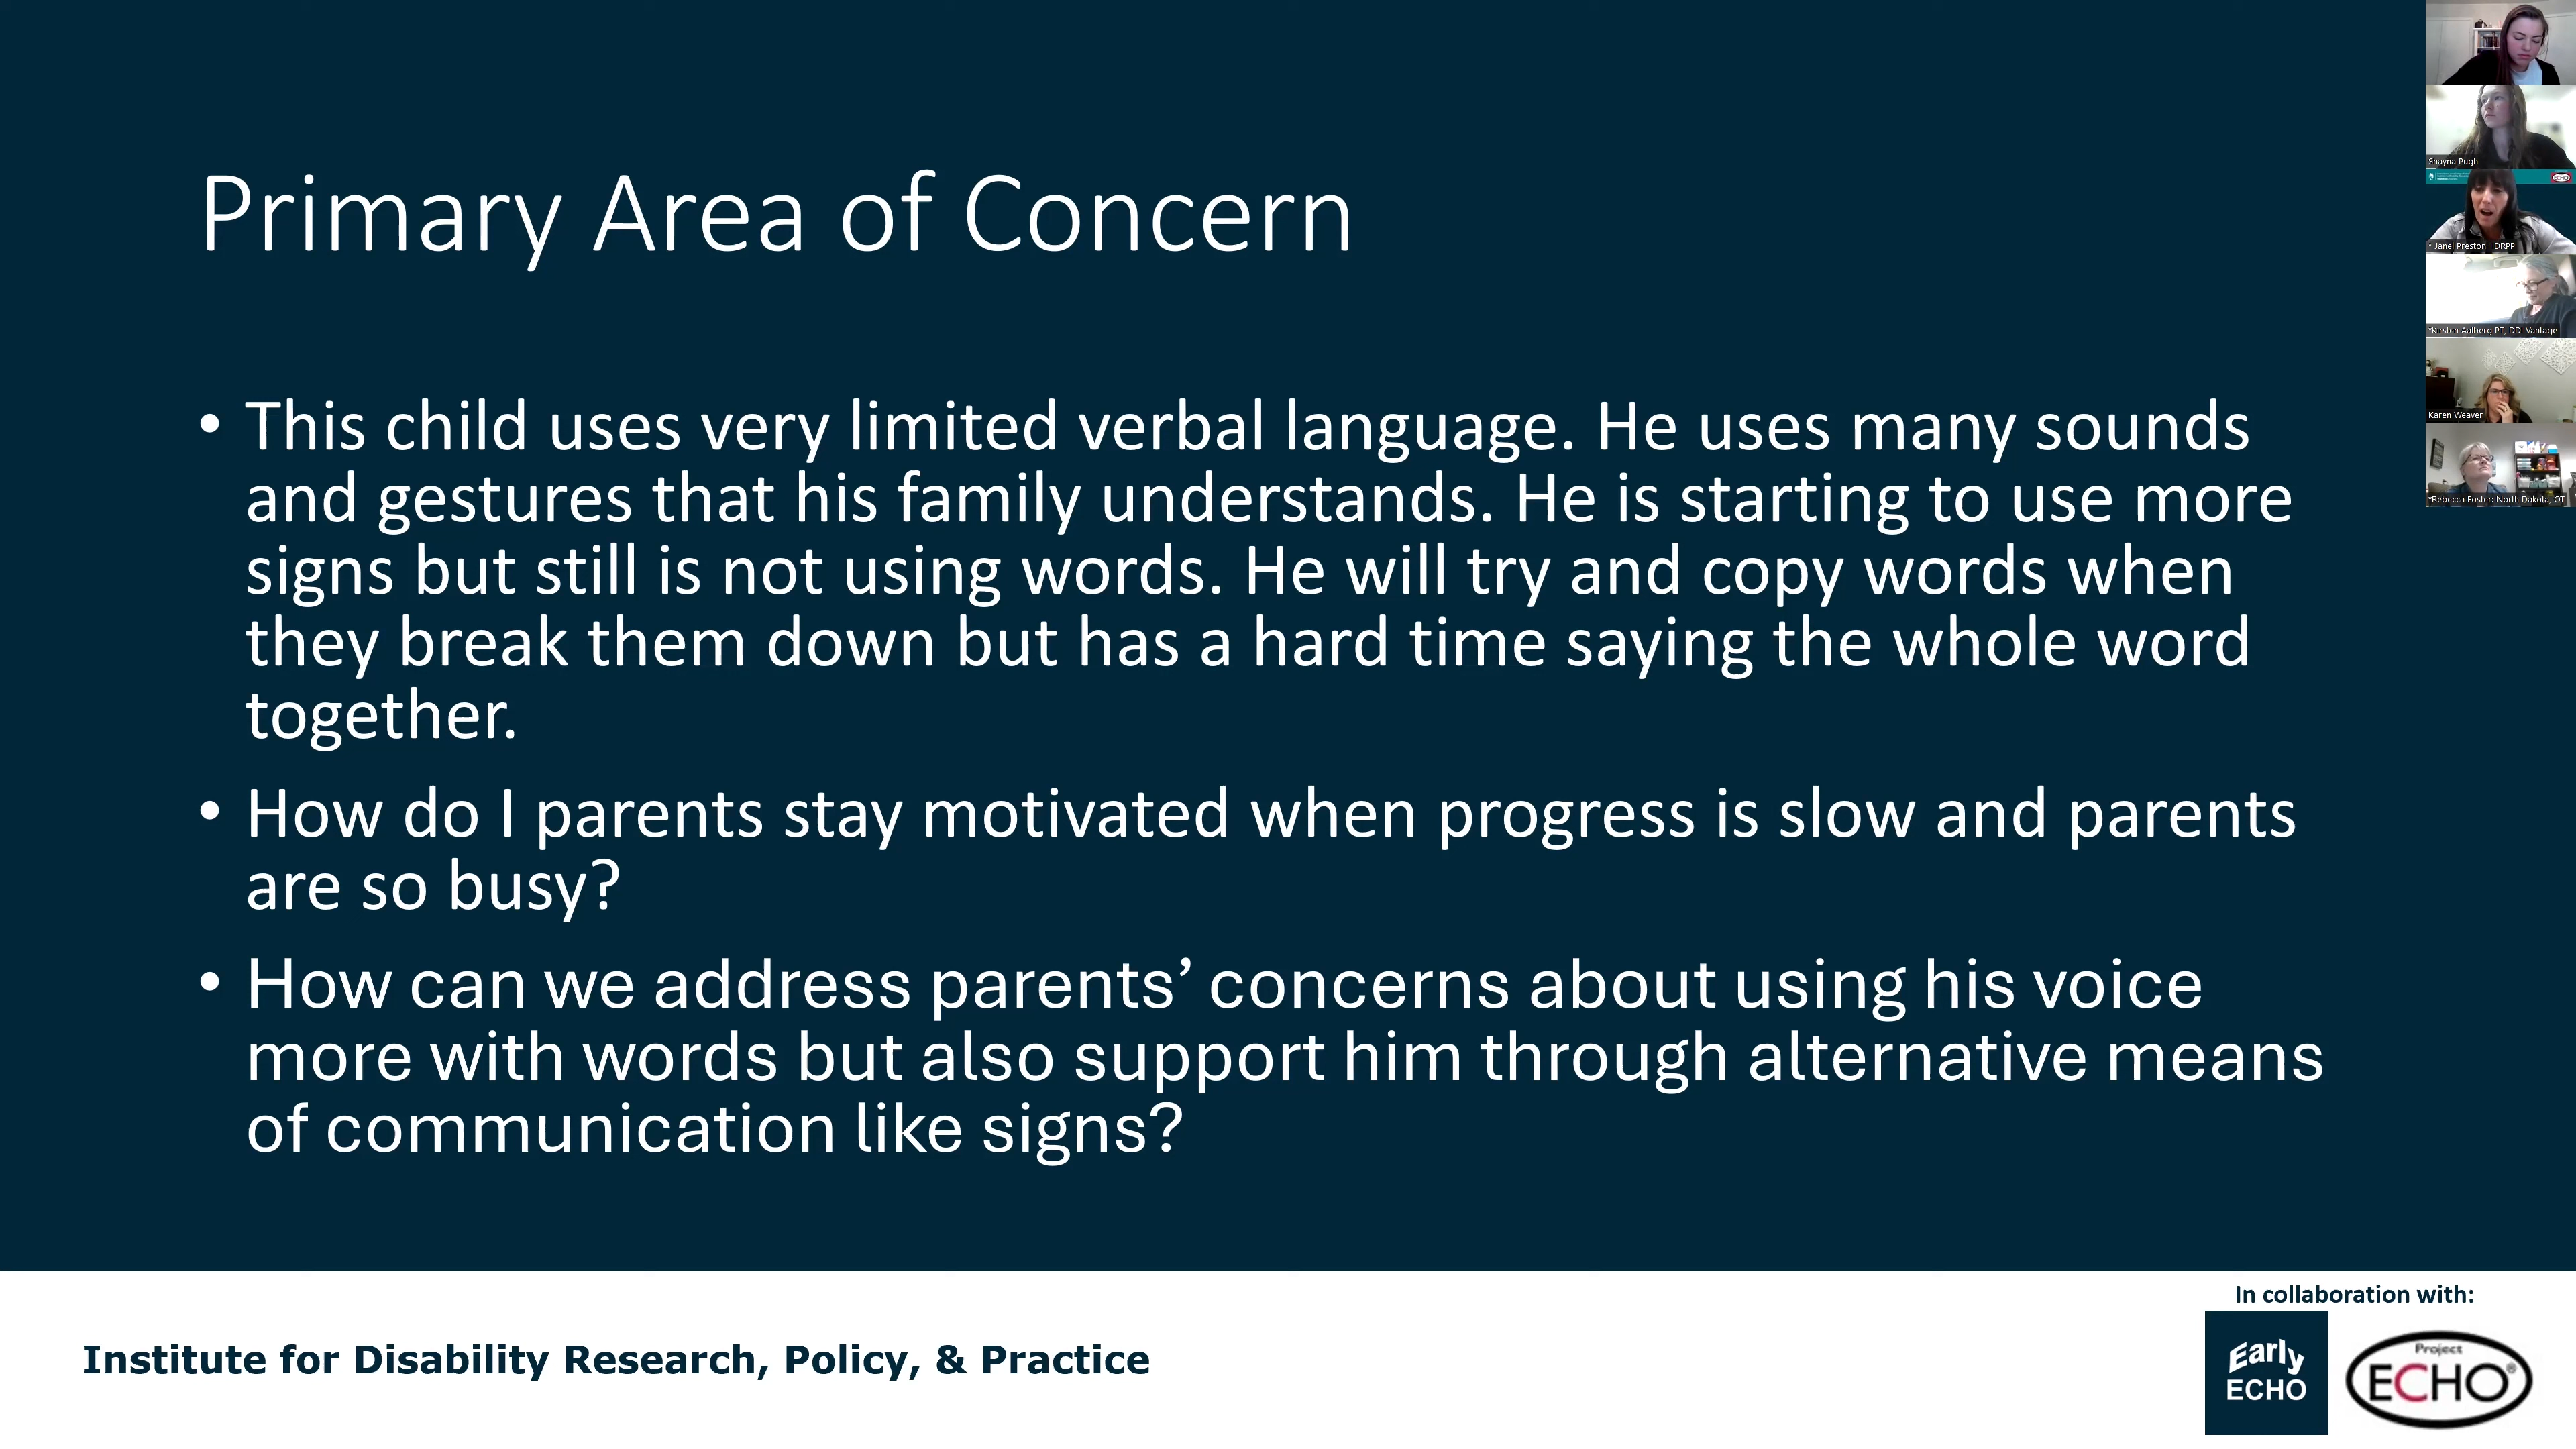 Primary Area of Concern
• This child uses very limited verbal language. He uses many sounds
and gestures that his family understands. He is starting to use more
signs but still is not using words. He will try and copy words when
they break them down but has a hard time saying the whole word
together.
• How do I parents stay motivated when progress is slow and parents
are so busy?
• How can we address parents’ concerns about using his voice
more with words but also support him through alternative means
of communication like signs?
Shayna Pugh
ECHO
* Janel Preston- IDRPP
*Kirsten Aalberg PT, DDI Vantage
Karen Weaver
*Rebecca Foster: North Dakota, OT
Institute for Disability Research, Policy, & Practice
In collaboration with:
Early
ECHO
Project
ECHO®